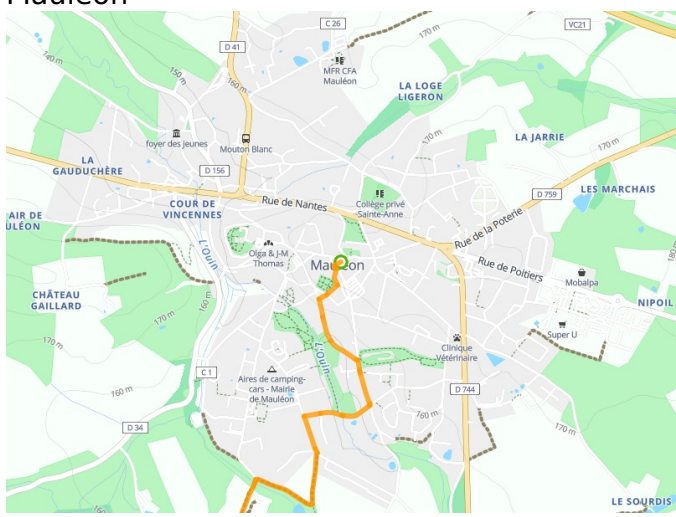 Mauléon
C 26
VC21
170 m
D 41
140 m
150 m
160 m
MFR CFA
Mauléon
LA LOGE
LIGERON
170 m
foyer des jeunes
Mouton Blanc
LA JARRIE
170 m
LA
GAUDUCHÈRE
D 156
Collège privé
Sainte-Anne
D 759
LES MARCHAIS
COUR DE
VINCENNES
Rue de Nantes
AIR DE
ULÉON
L'Ouin
Olga & J-M
Thomas
Mauléon
Rue de la Poterie
Rue de Poitiers
180 m
Mobalpa
CHÂTEAU
GAILLARD
160 m
NIPOIL
170 m
L'Ouin
Clinique
Vétérinaire
Super U
C 1
Aires de camping-
cars - Mairie
de Mauléon
D 744
160 m
160 m
D 34
170 m
LE SOURDIS